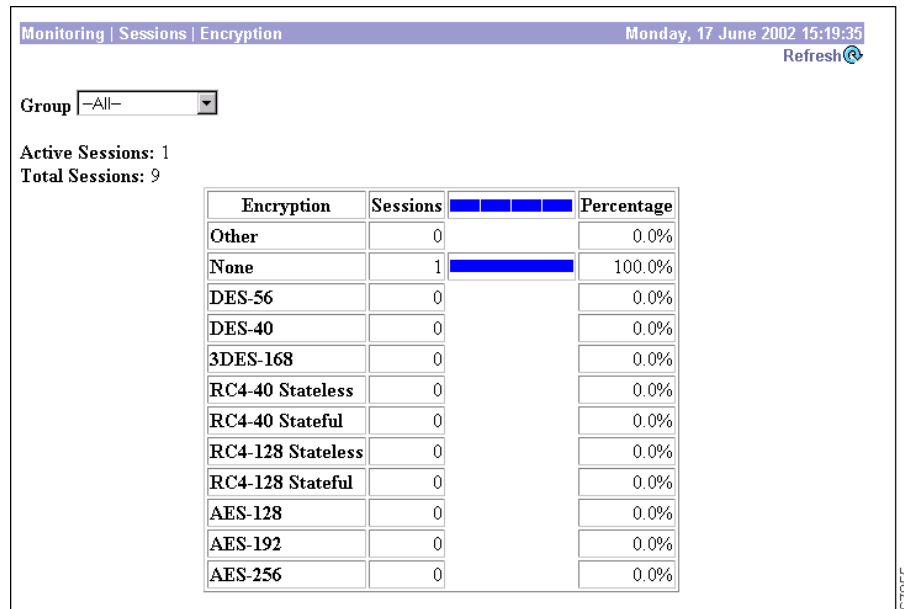 Monitoring | Sessions | Encryption Monday, 17 June 2002 15:19:35
Refresh
Group --All--
Active Sessions: 1
Total Sessions: 9
Encryption Sessions Percentage
Other 0 0.0%
None 1 100.0%
DES-56 0 0.0%
DES-40 0 0.0%
3DES-168 0 0.0%
RC4-40 Stateless 0 0.0%
RC4-40 Stateful 0 0.0%
RC4-128 Stateless 0 0.0%
RC4-128 Stateful 0 0.0%
AES-128 0 0.0%
AES-192 0 0.0%
AES-256 0 0.0%